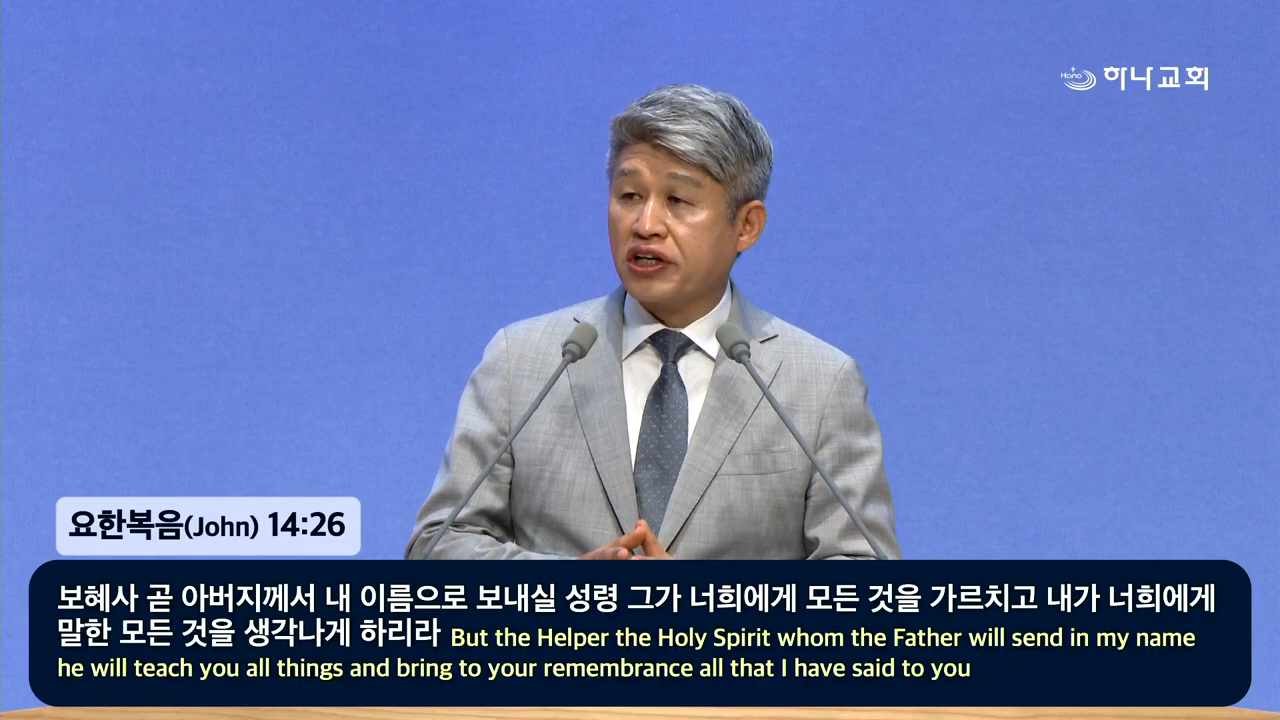 Hana 하나교회
요한복음(John) 14:26
보혜사 곧 아버지께서 내 이름으로 보내실 성령 그가 너희에게 모든 것을 가르치고 내가 너희에게
말한 모든 것을 생각나게 하리라 But the Helper the Holy Spirit whom the Father will send in my name
he will teach you all things and bring to your remembrance all that I have said to you